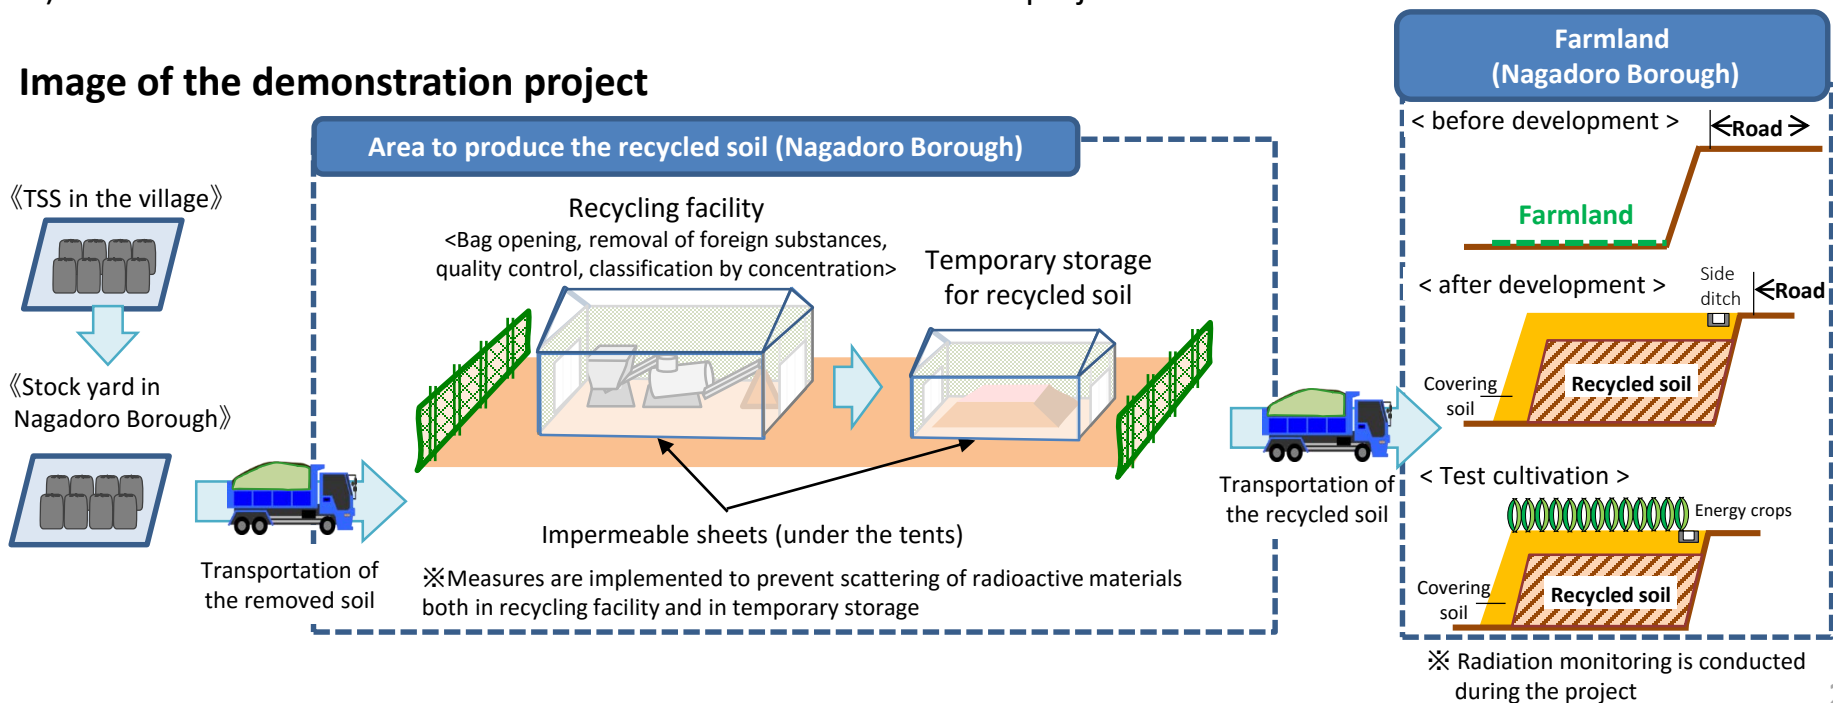 Image of the demonstration project
《TSS in the village》
《Stock yard in
Nagadoro Borough》
Transportation of
the removed soil
Area to produce the recycled soil (Nagadoro Borough)
Recycling facility
<Bag opening, removal of foreign substances,
quality control, classification by concentration>
Temporary storage
for recycled soil
Impermeable sheets (under the tents)
※Measures are implemented to prevent scattering of radioactive materials
both in recycling facility and in temporary storage
Transportation of
the recycled soil
Farmland
(Nagadoro Borough)
< before development >
Road
Farmland
< after development >
Side
ditch
Road
Covering
soil
Recycled soil
< Test cultivation >
Energy crops
Covering
soil
Recycled soil
※ Radiation monitoring is conducted
during the project